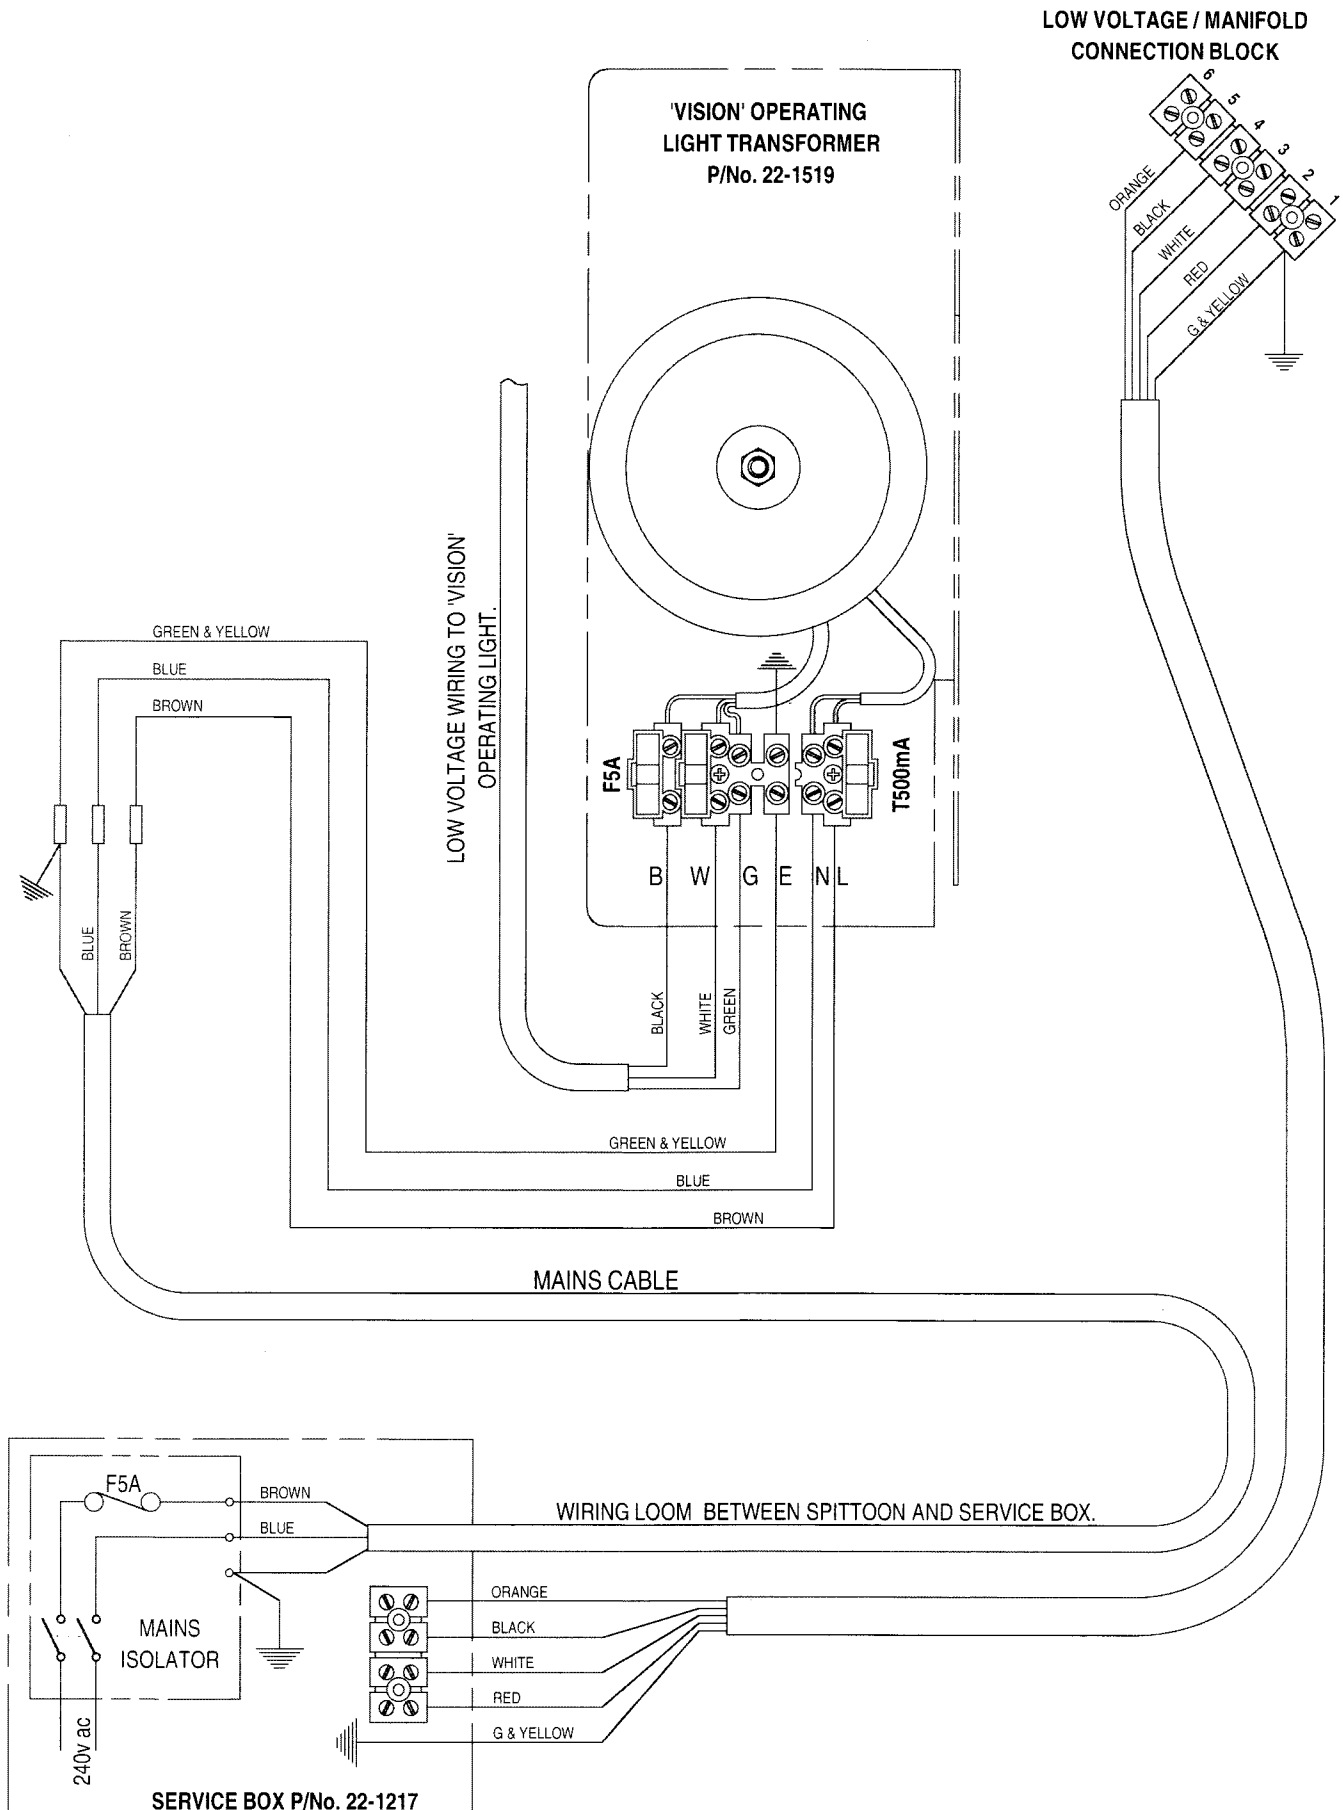 LOW VOLTAGE / MANIFOLD
CONNECTION BLOCK
6
5
4
3
2
1
ORANGE
BLACK
WHITE
RED
G & YELLOW
'VISION' OPERATING
LIGHT TRANSFORMER
P/No. 22-1519
LOW VOLTAGE WIRING TO 'VISION'
OPERATING LIGHT.
GREEN & YELLOW
BLUE
BROWN
F5A
T500mA
B W G E N L
BLUE
BROWN
BLACK
WHITE
GREEN
GREEN & YELLOW
BLUE
BROWN
MAINS CABLE
F5A
BROWN
BLUE
WIRING LOOM BETWEEN SPITTOON AND SERVICE BOX.
MAINS
ISOLATOR
240v ac
ORANGE
BLACK
WHITE
RED
G & YELLOW
SERVICE BOX P/No. 22-1217